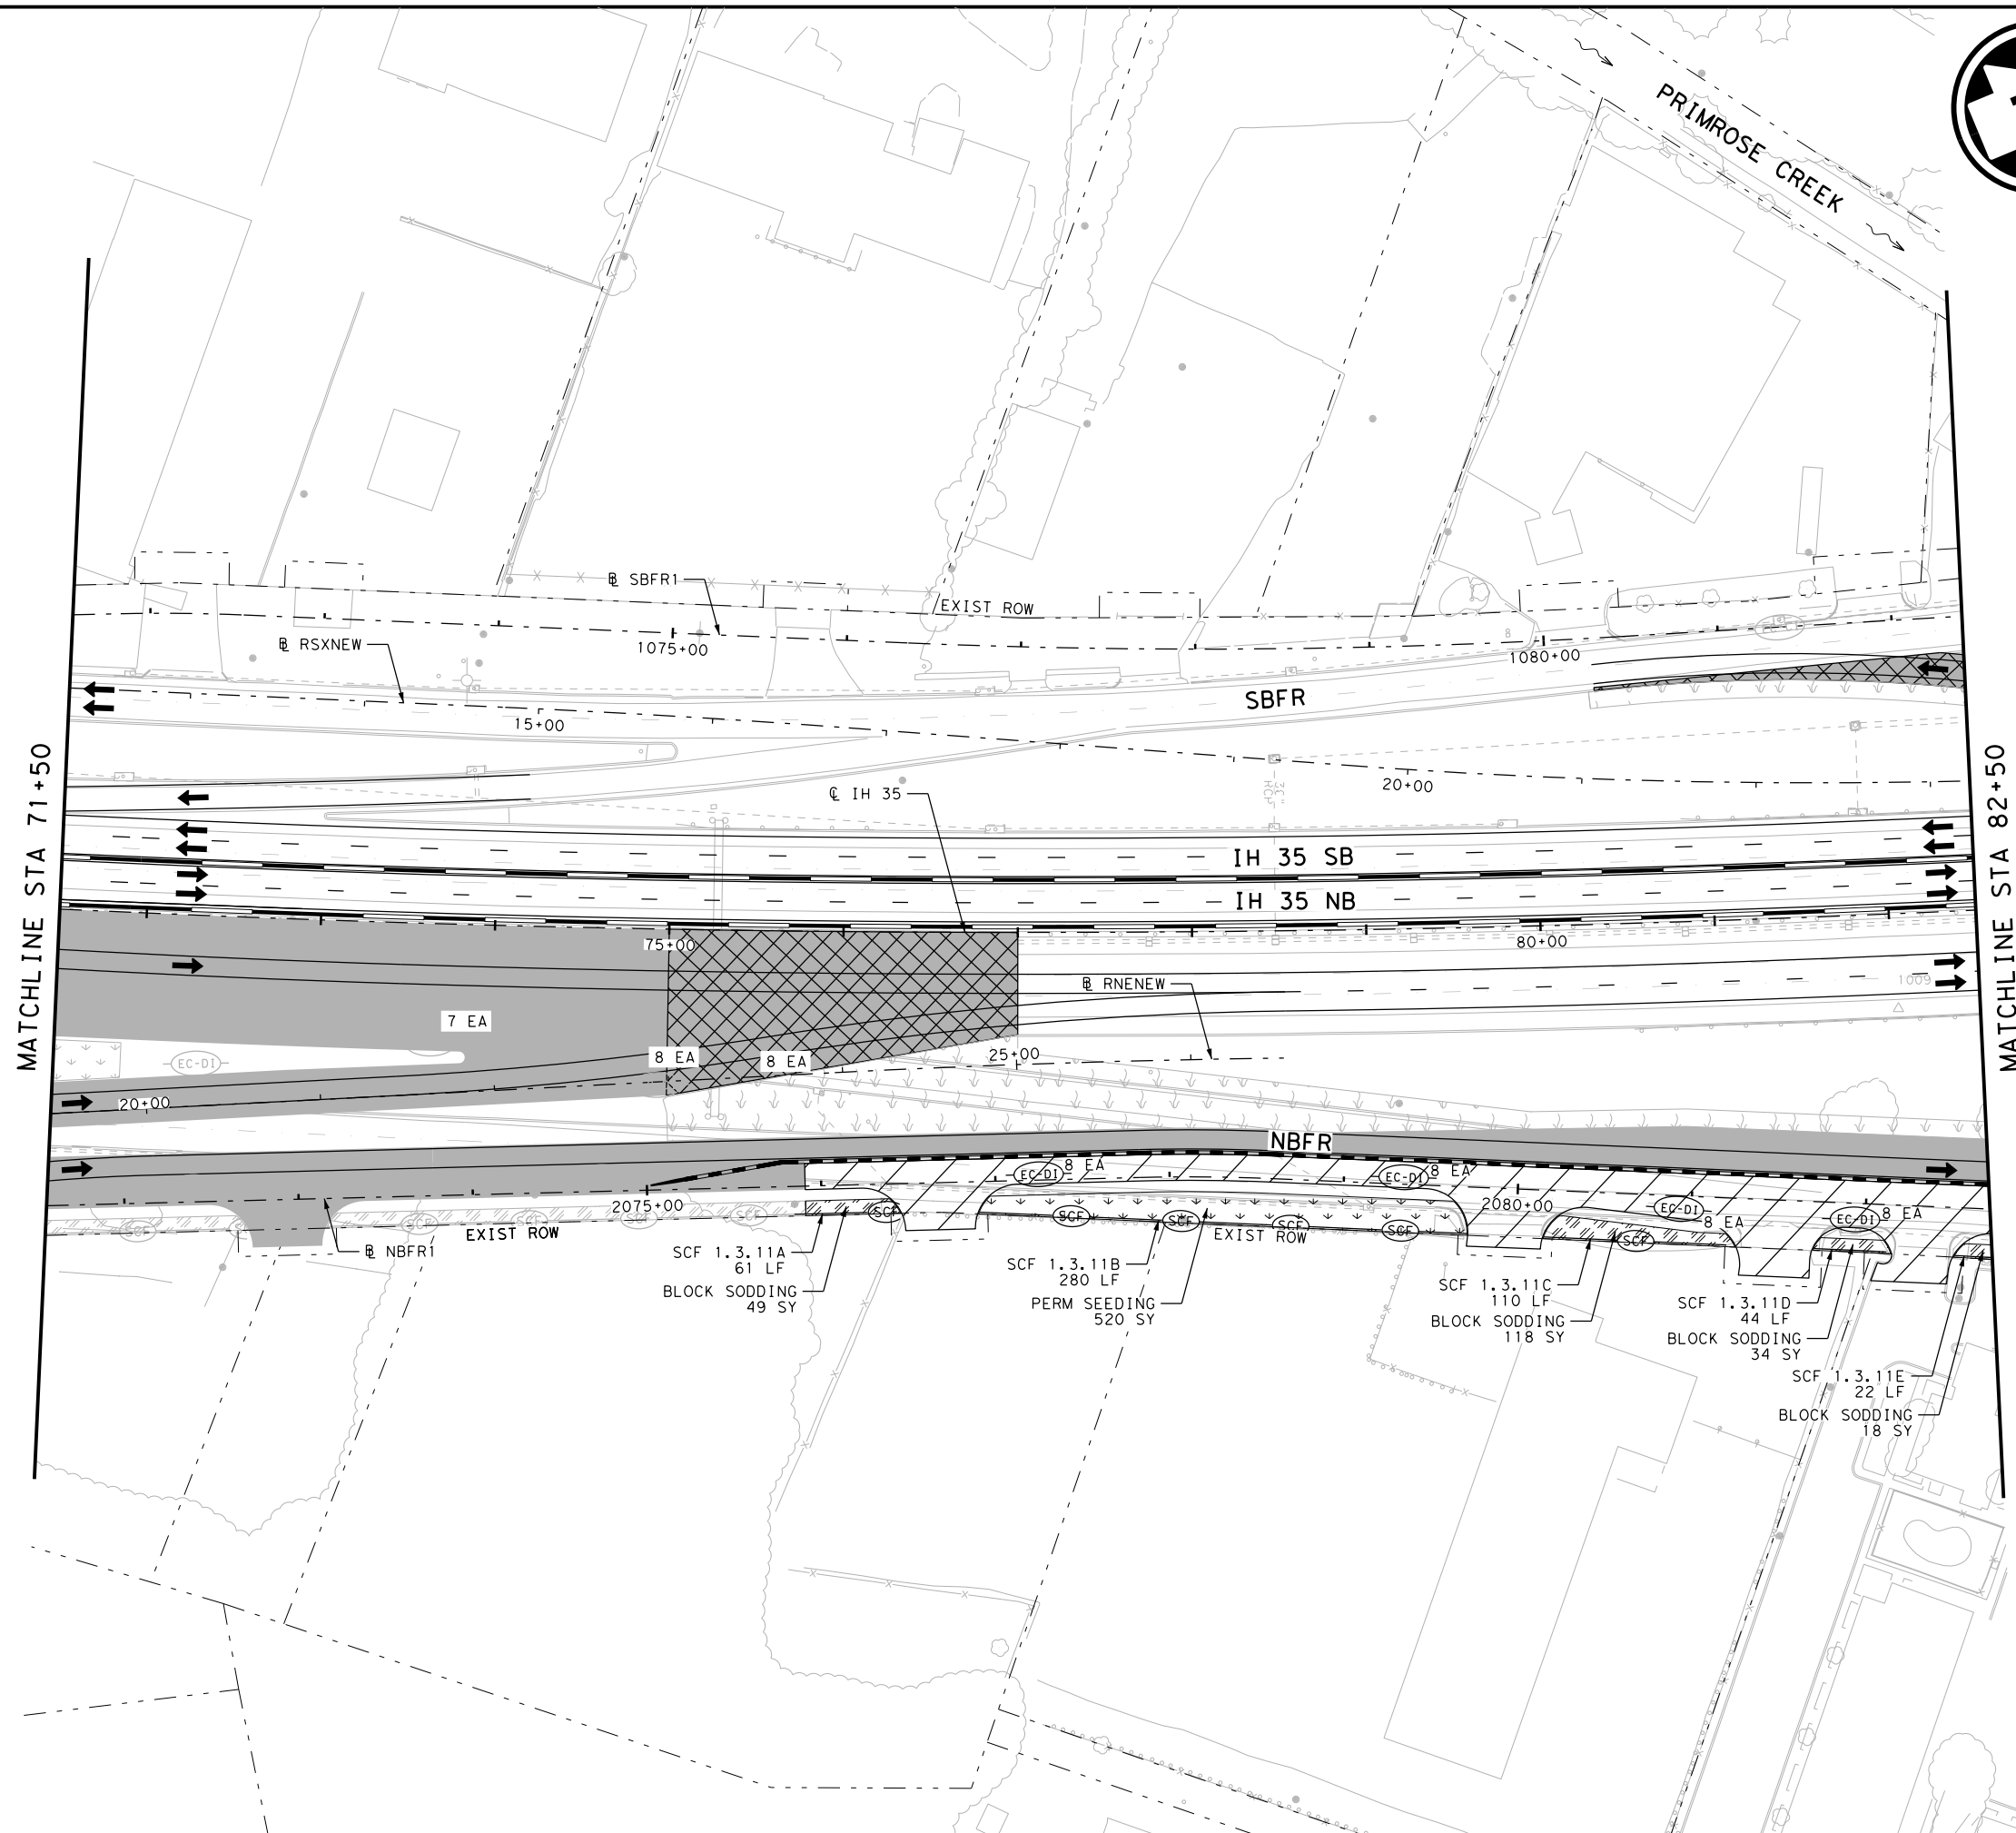 PRIMROSE CREEK
℄ SBFR1
EXIST ROW
℄ RSXNEW
1075+00
1080+00
SBFR
15+00
20+00
30"
RCP
℄ IH 35
IH 35 SB
IH 35 NB
MATCHLINE STA 71+50
MATCHLINE STA 82+50
75+00
80+00
℄ RNENEW
1009
7 EA
8 EA
8 EA
25+00
EC-DI
20+00
NBFR
EC-DI
8 EA
EC-DI
8 EA
2075+00
2080+00
EC-DI
8 EA
EC-DI
8 EA
SCF
SCF
SCF
SCF
SCF
SCF
SCF
SCF
SCF
SCF
SCF
EXIST ROW
EXIST ROW
℄ NBFR1
SCF 1.3.11A
61 LF
BLOCK SODDING
49 SY
SCF 1.3.11B
280 LF
PERM SEEDING
520 SY
SCF 1.3.11C
110 LF
BLOCK SODDING
118 SY
SCF 1.3.11D
44 LF
BLOCK SODDING
34 SY
SCF 1.3.11E
22 LF
BLOCK SODDING
18 SY